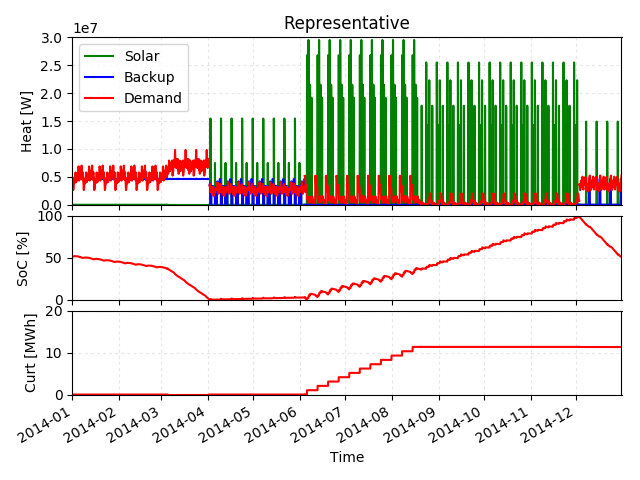 Representative
1e7
3.0
2.5
2.0
1.5
1.0
0.5
0.0
Heat [W]
Solar
Backup
Demand
100
50
0
SoC [%]
20
10
0
Curt [MWh]
2014-01
2014-02
2014-03
2014-04
2014-05
2014-06
2014-07
2014-08
2014-09
2014-10
2014-11
2014-12
Time